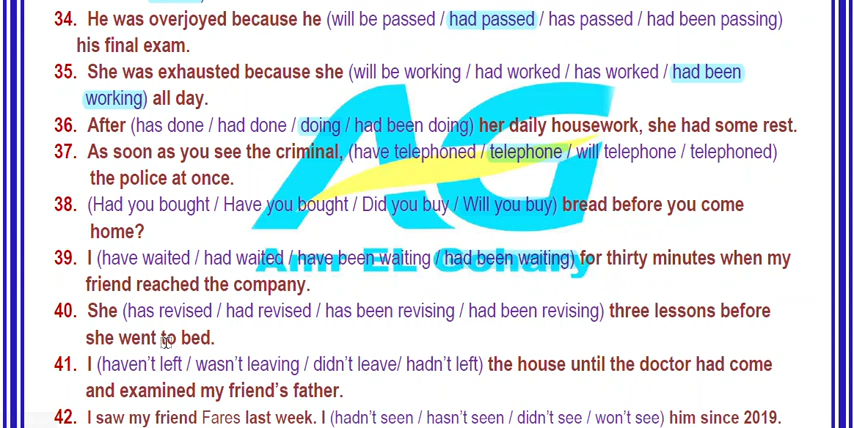 34. He was overjoyed because he (will be passed / had passed / has passed / had been passing)
his final exam.
35. She was exhausted because she (will be working / had worked / has worked / had been
working) all day.
36. After (has done / had done / doing / had been doing) her daily housework, she had some rest.
37. As soon as you see the criminal, (have telephoned / telephone / will telephone / telephoned)
the police at once.
38. (Had you bought / Have you bought / Did you buy / Will you buy) bread before you come
home?
39. I (have waited / had waited / have been waiting / had been waiting) for thirty minutes when my
friend reached the company.
40. She (has revised / had revised / has been revising / had been revising) three lessons before
she went to bed.
41. I (haven't left / wasn't leaving / didn't leave/ hadn't left) the house until the doctor had come
and examined my friend's father.
42. I saw my friend Fares last week. I (hadn't seen / hasn't seen / didn't see / won't see) him since 2019.
AG
Amr EL Gohary